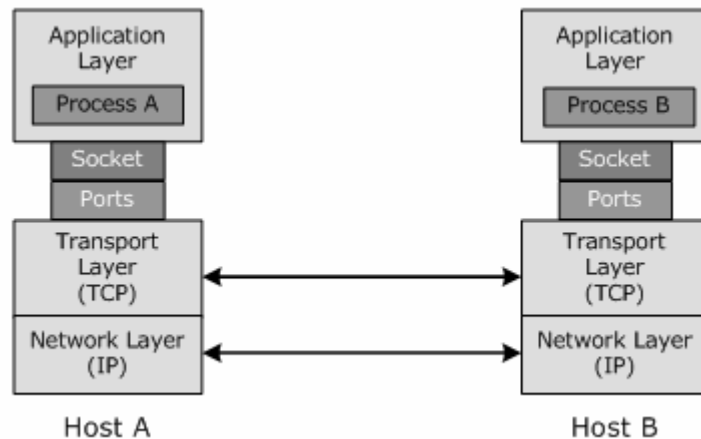 Application
Layer
Process A
Socket
Ports
Transport
Layer
(TCP)
Network Layer
(IP)
Host A
Application
Layer
Process B
Socket
Ports
Transport
Layer
(TCP)
Network Layer
(IP)
Host B